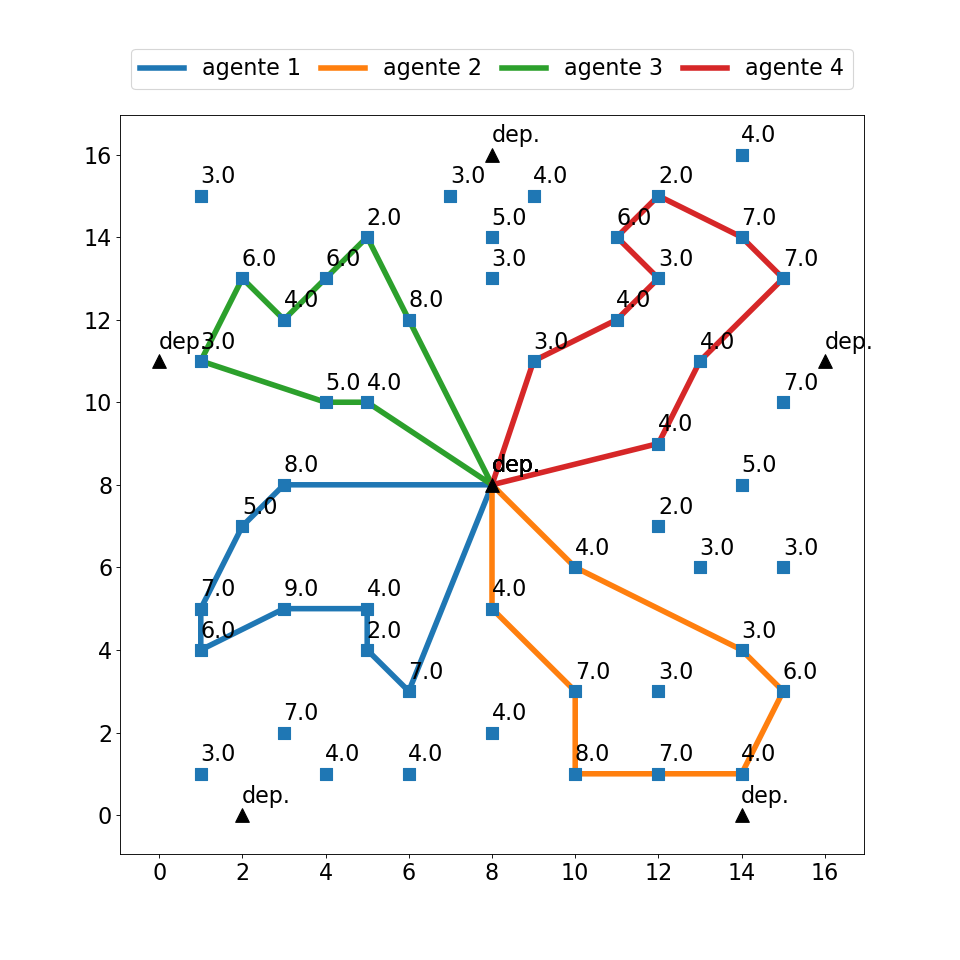 agente 1 agente 2 agente 3 agente 4
dep. 4.0
16
3.0 3.0 4.0 2.0
2.0 5.0 6.0 7.0
14
6.0 6.0 3.0 3.0 7.0
4.0 8.0 4.0
12
dep. 3.0 3.0 4.0 dep.
5.0 4.0 7.0
10
4.0
8.0 dep. 5.0
8
5.0 2.0
4.0 3.0 3.0
6
7.0 9.0 4.0 4.0
6.0 2.0 3.0
4
7.0 7.0 3.0 6.0
7.0 4.0
2
3.0 4.0 4.0 8.0 7.0 4.0
dep. dep.
0
0 2 4 6 8 10 12 14 16